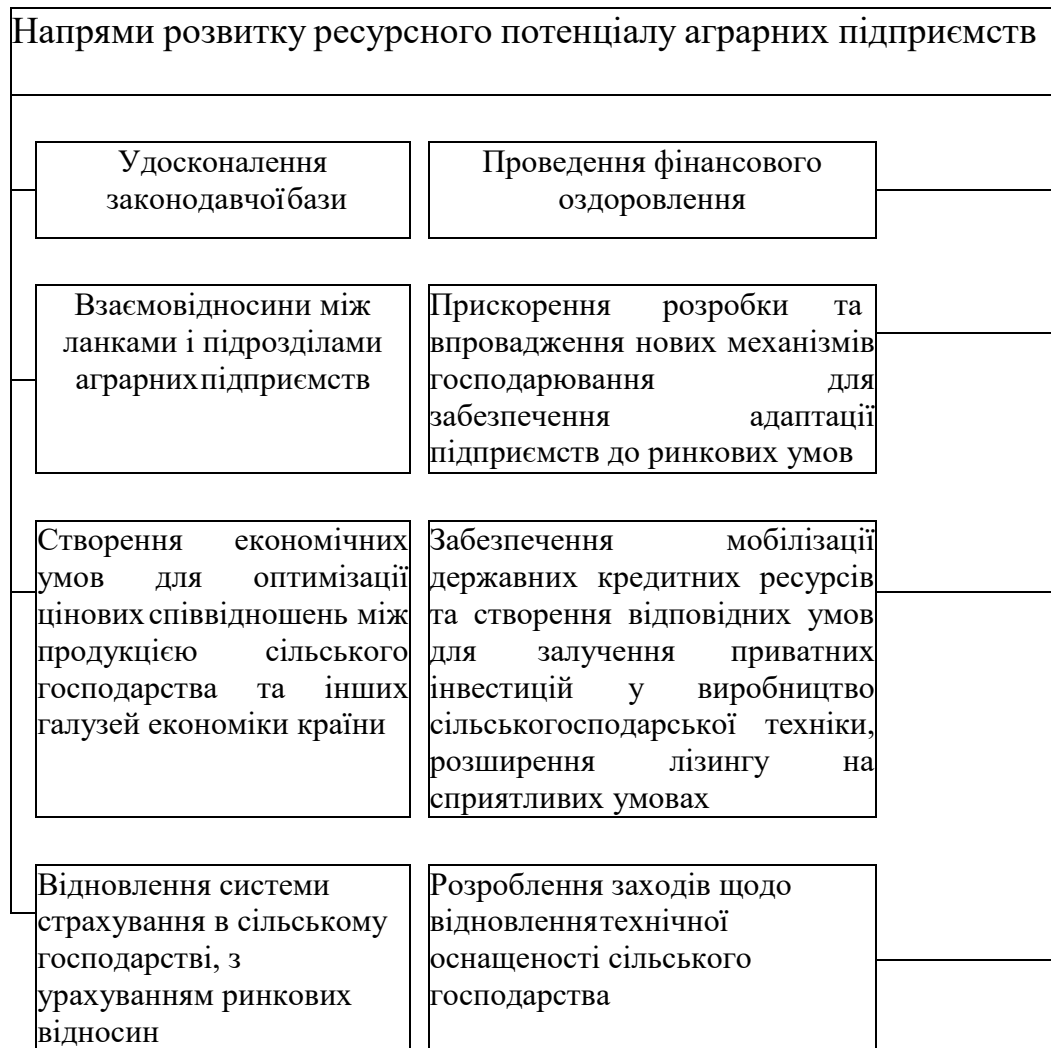 Напрями розвитку ресурсного потенціалу аграрних підприємств
Удосконалення
законодавчої бази
Проведення фінансового
оздоровлення
Взаємовідносини між
ланками і підрозділами
аграрних підприємств
Прискорення розробки та
впровадження нових механізмів
господарювання для
забезпечення адаптації
підприємств до ринкових умов
Створення економічних
умов для оптимізації
цінових співвідношень між
продукцією сільського
господарства та інших
галузей економіки країни
Забезпечення мобілізації
державних кредитних ресурсів
та створення відповідних умов
для залучення приватних
інвестицій у виробництво
сільськогосподарської техніки,
розширення лізингу на
сприятливих умовах
Відновлення системи
страхування в сільському
господарстві, з
урахуванням ринкових
відносин
Розроблення заходів щодо
відновлення технічної
оснащеності сільського
господарства